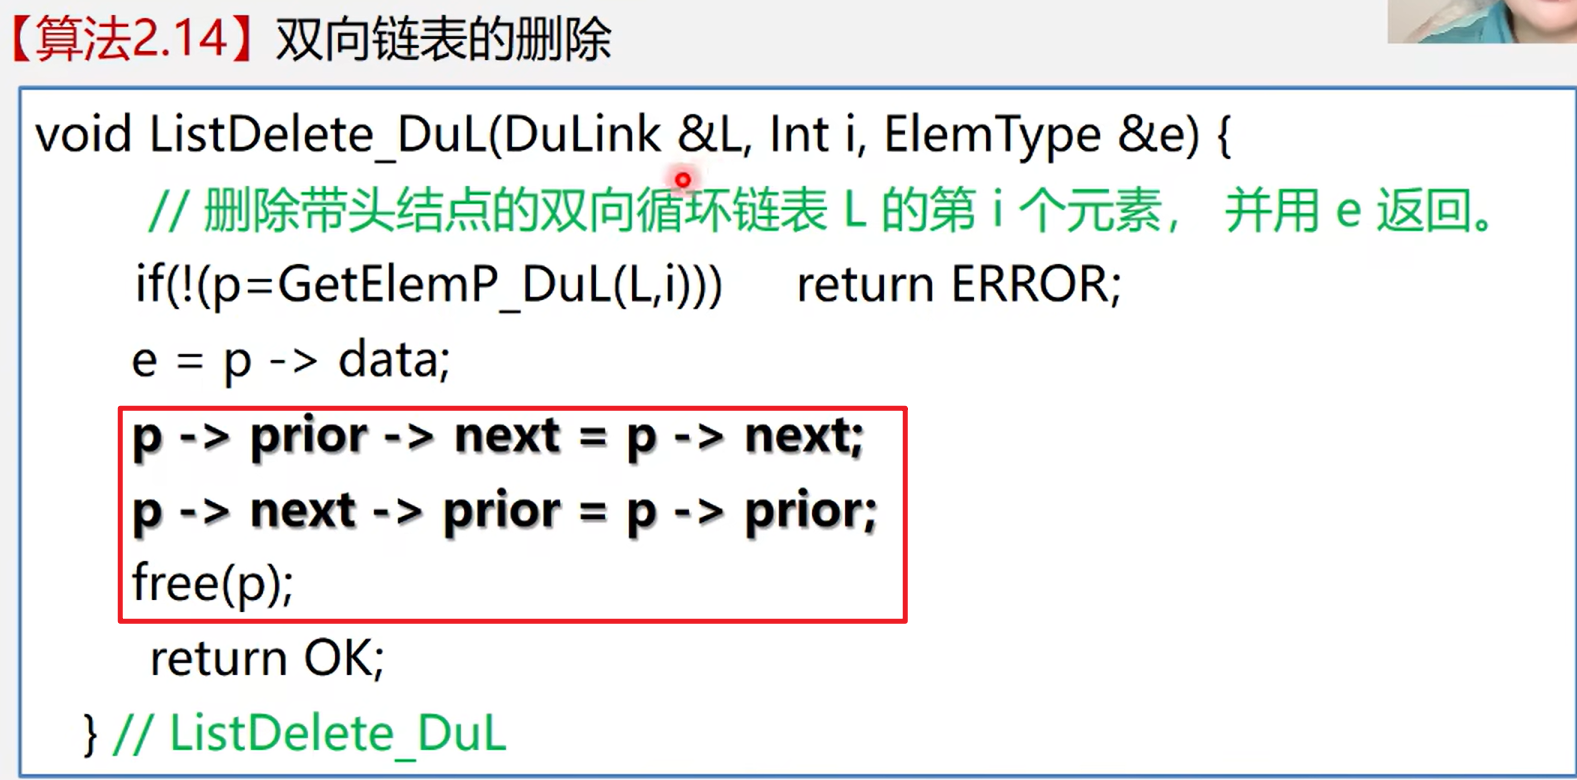 【算法2.14】双向链表的删除
void ListDelete_DuL(DuLink &L, Int i, ElemType &e) {
// 删除带头结点的双向循环链表 L 的第 i 个元素， 并用 e 返回。
if(!(p=GetElemP_DuL(L,i))) return ERROR;
e = p -> data;
p -> prior -> next = p -> next;
p -> next -> prior = p -> prior;
free(p);
return OK;
} // ListDelete_DuL